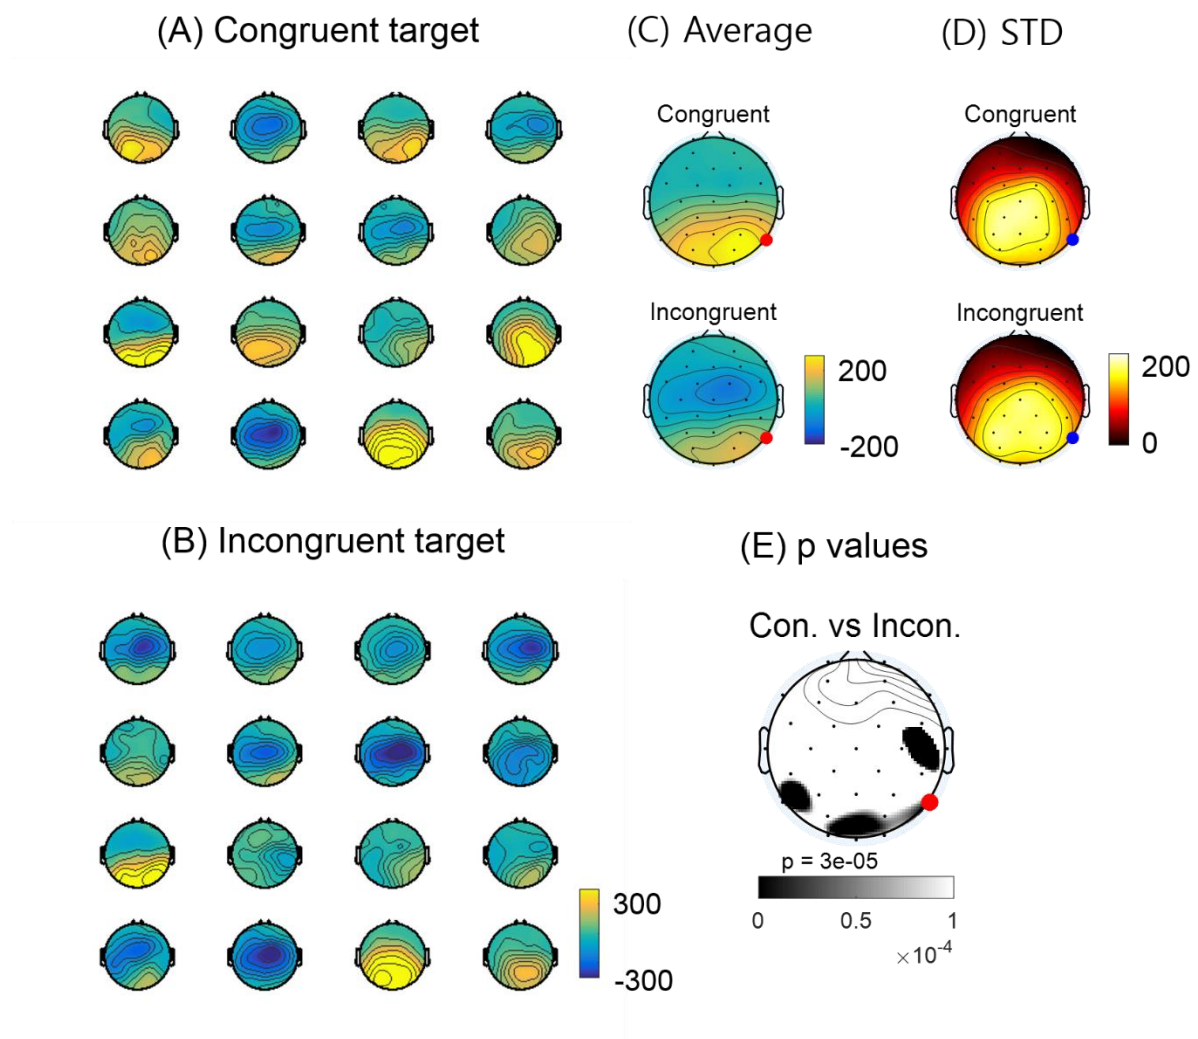 (A) Congruent target
(C) Average
(D) STD
Congruent
Congruent
Incongruent
Incongruent
200
-200
200
0
(B) Incongruent target
(E) p values
Con. vs Incon.
p = 3e-05
0
0.5
1
×10-4
300
-300